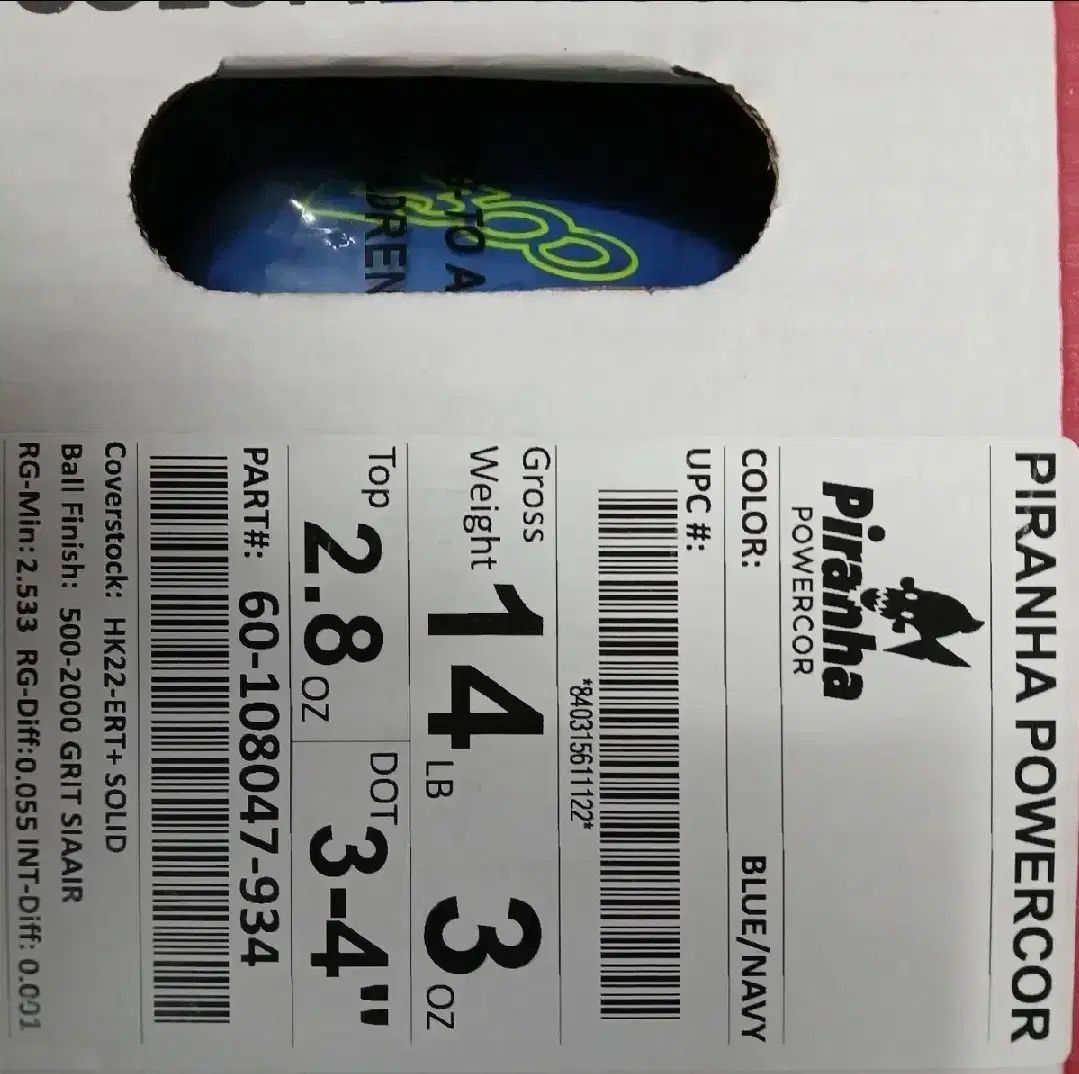 PIRANHA POWERCOR
Piranha
POWERCOR
COLOR: BLUE/NAVY
UPC #:
*840315611122*
Gross Weight 14 LB 3 OZ
Top 2.8 OZ DOT 3-4"
PART#: 60-108047-934
Coverstock: HK22-ERT+ SOLID
Ball Finish: 500-2000 GRIT SIAAIR
RG-Min: 2.533 RG-Diff:0.055 INT-Diff: 0.001
TO A
DREN